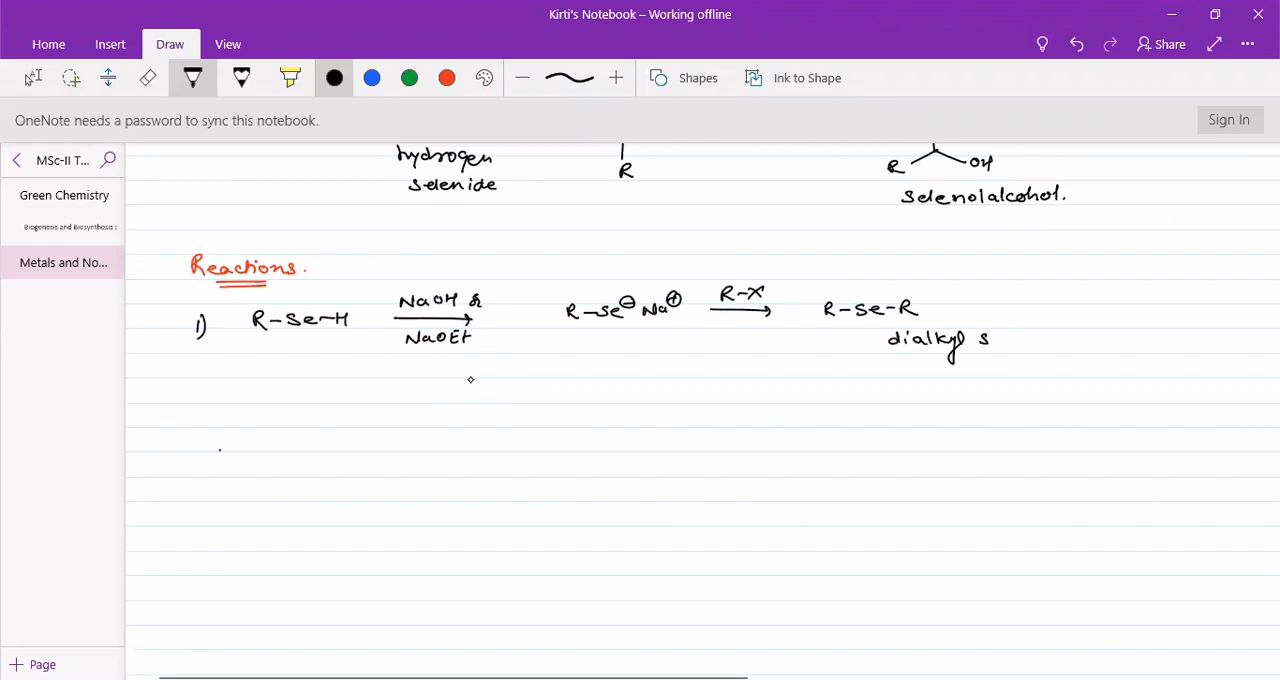 Kirti's Notebook – Working offline
Home Insert Draw View Share
Shapes Ink to Shape
OneNote needs a password to sync this notebook. Sign In
MSc-II T...
Green Chemistry
Biogenesis and Biosynthesis
Metals and No...
Page
hydrogen
selenide
R
R OH
selenolalcohol.
Reactions.
1) R-Se-H NaOH & NaOEt R-Se⊖ Na⊕ R-X R-Se-R
dialkyl s